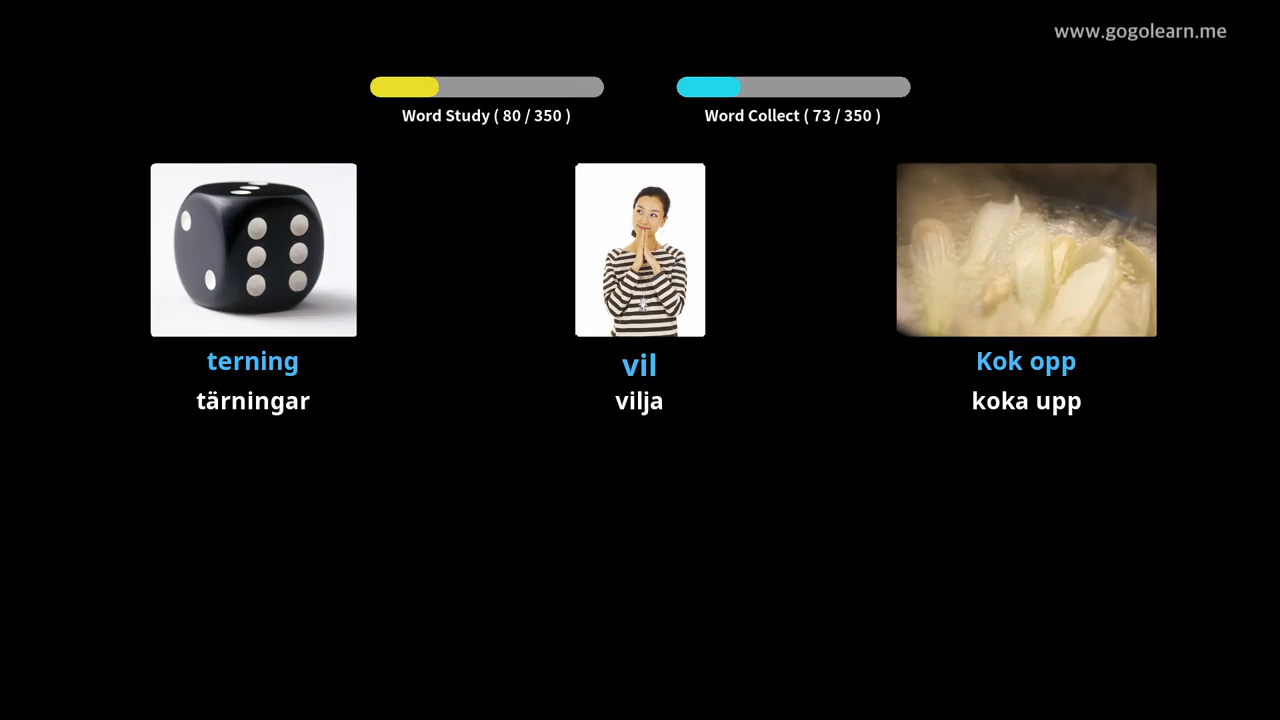 www.gogolearn.me
Word Study ( 80 / 350 )
Word Collect ( 73 / 350 )
terning
tärningar
vil
vilja
Kok opp
koka upp